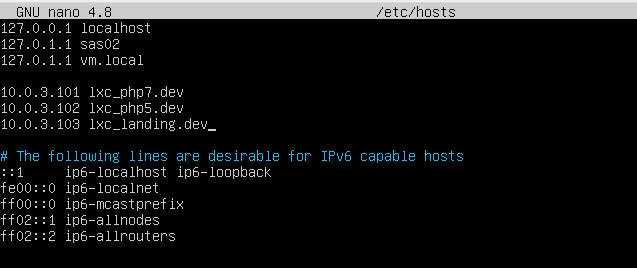 GNU nano 4.8 /etc/hosts
127.0.0.1 localhost
127.0.1.1 sas02
127.0.1.1 vm.local
10.0.3.101 lxc_php7.dev
10.0.3.102 lxc_php5.dev
10.0.3.103 lxc_landing.dev_
# The following lines are desirable for IPv6 capable hosts
::1 ip6-localhost ip6-loopback
fe00::0 ip6-localnet
ff00::0 ip6-mcastprefix
ff02::1 ip6-allnodes
ff02::2 ip6-allrouters